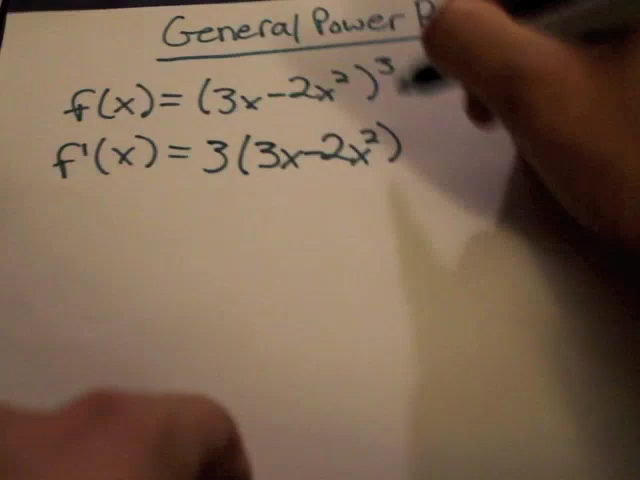 General Power
f(x) = (3x-2x²)³
f'(x) = 3(3x-2x²)